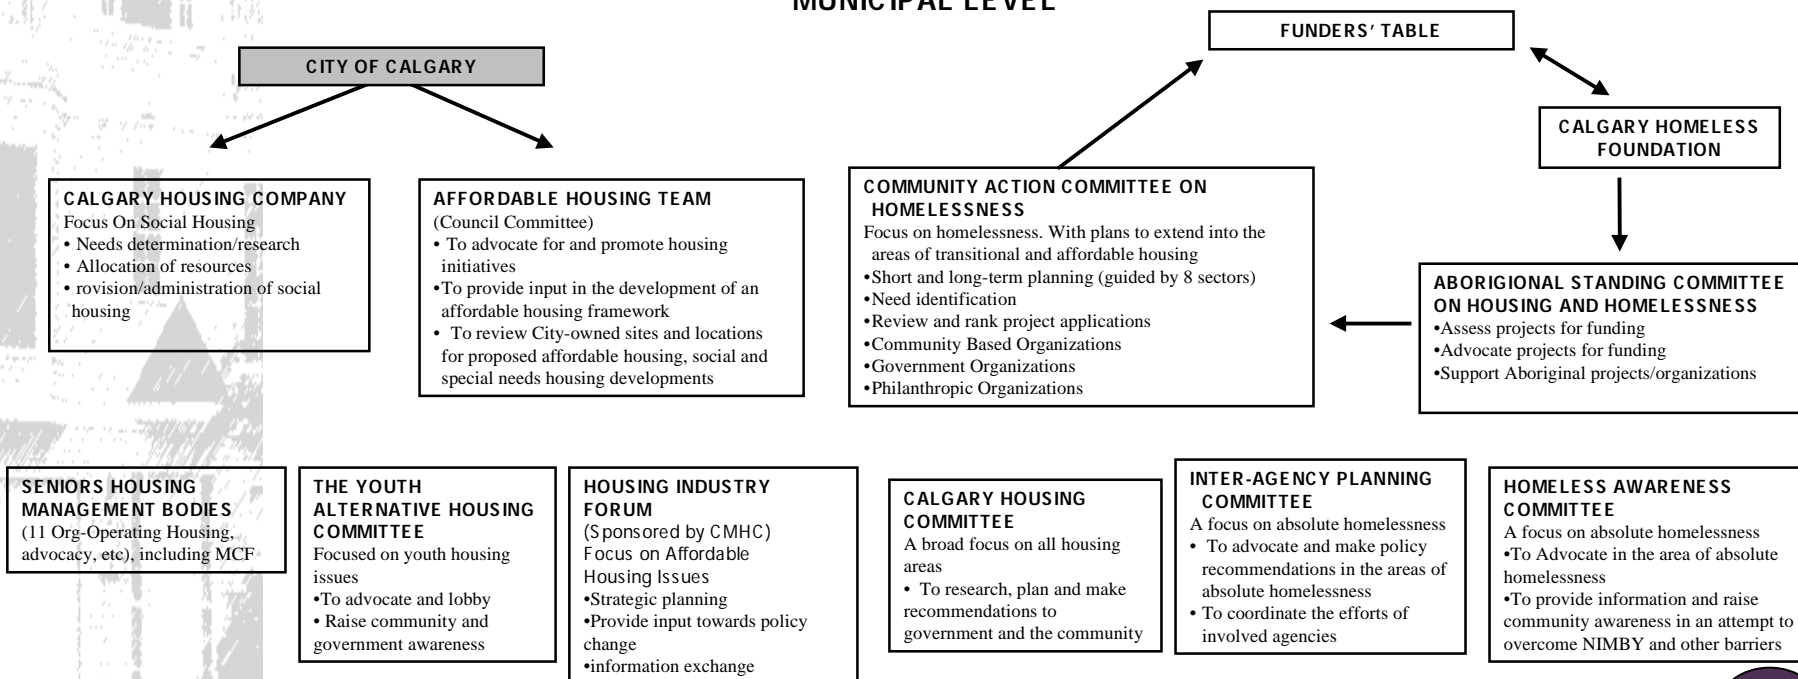 MUNICIPAL LEVEL
CITY OF CALGARY
FUNDERS' TABLE
CALGARY HOMELESS
FOUNDATION
CALGARY HOUSING COMPANY
Focus On Social Housing
• Needs determination/research
• Allocation of resources
• rovision/administration of social
housing
AFFORDABLE HOUSING TEAM
(Council Committee)
• To advocate for and promote housing
initiatives
•To provide input in the development of an
affordable housing framework
• To review City-owned sites and locations
for proposed affordable housing, social and
special needs housing developments
COMMUNITY ACTION COMMITTEE ON
HOMELESSNESS
Focus on homelessness. With plans to extend into the
areas of transitional and affordable housing
•Short and long-term planning (guided by 8 sectors)
•Need identification
•Review and rank project applications
•Community Based Organizations
•Government Organizations
•Philanthropic Organizations
ABORIGIONAL STANDING COMMITTEE
ON HOUSING AND HOMELESSNESS
•Assess projects for funding
•Advocate projects for funding
•Support Aboriginal projects/organizations
SENIORS HOUSING
MANAGEMENT BODIES
(11 Org-Operating Housing,
advocacy, etc), including MCF
THE YOUTH
ALTERNATIVE HOUSING
COMMITTEE
Focused on youth housing
issues
•To advocate and lobby
• Raise community and
government awareness
HOUSING INDUSTRY
FORUM
(Sponsored by CMHC)
Focus on Affordable
Housing Issues
•Strategic planning
•Provide input towards policy
change
•information exchange
CALGARY HOUSING
COMMITTEE
A broad focus on all housing
areas
• To research, plan and make
recommendations to
government and the community
INTER-AGENCY PLANNING
COMMITTEE
A focus on absolute homelessness
• To advocate and make policy
recommendations in the areas of
absolute homelessness
• To coordinate the efforts of
involved agencies
HOMELESS AWARENESS
COMMITTEE
A focus on absolute homelessness
•To Advocate in the area of absolute
homelessness
•To provide information and raise
community awareness in an attempt to
overcome NIMBY and other barriers